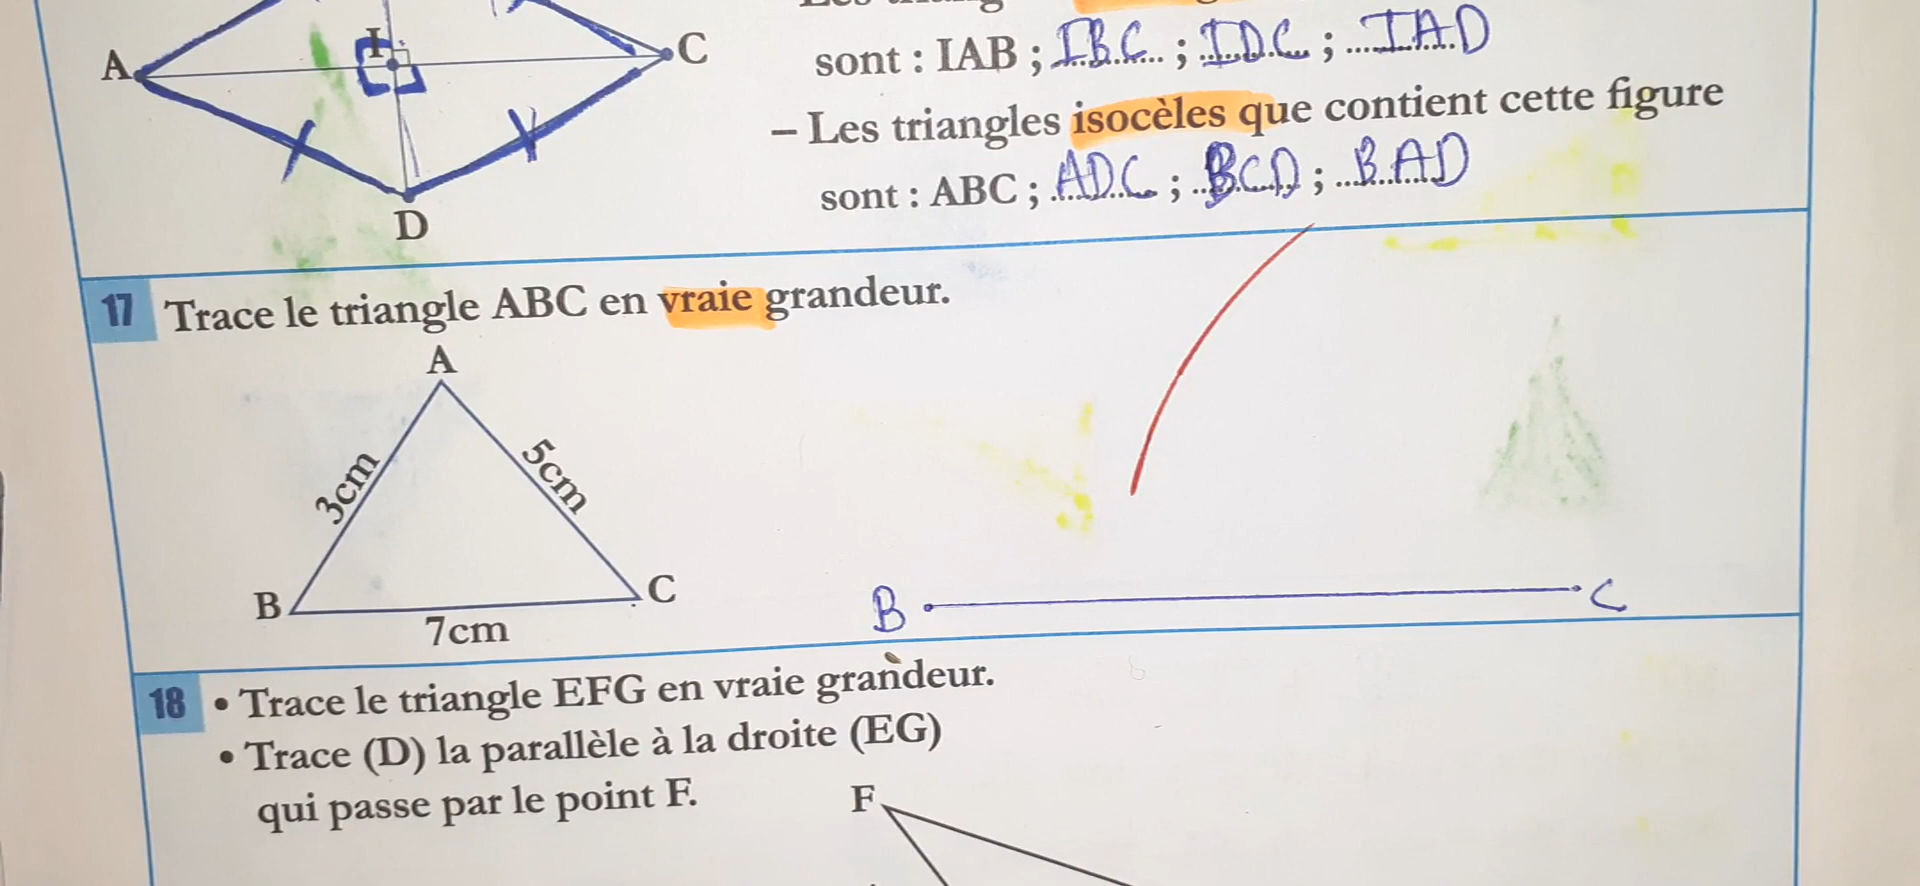 A
I
C
D
sont : IAB ; IBC ; IDC ; IAD
– Les triangles isocèles que contient cette figure
sont : ABC ; ADC ; BCD ; BAD
17 Trace le triangle ABC en vraie grandeur.
A
3cm
5cm
B
C
7cm
B
C
18 • Trace le triangle EFG en vraie grandeur.
• Trace (D) la parallèle à la droite (EG)
qui passe par le point F.
F